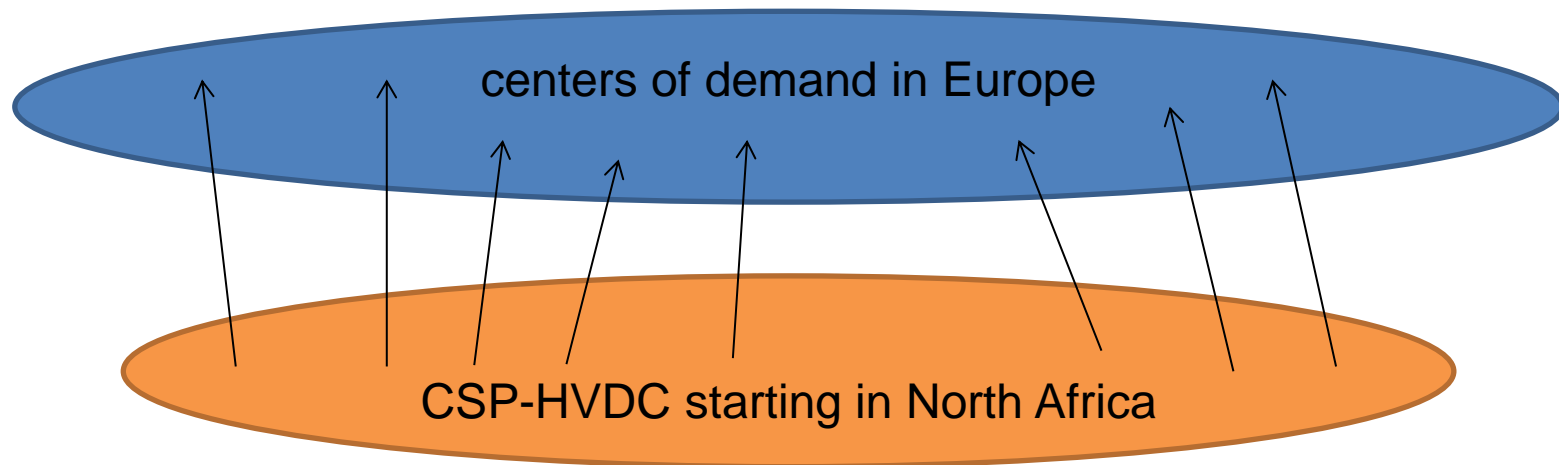 centers of demand in Europe
CSP-HVDC starting in North Africa